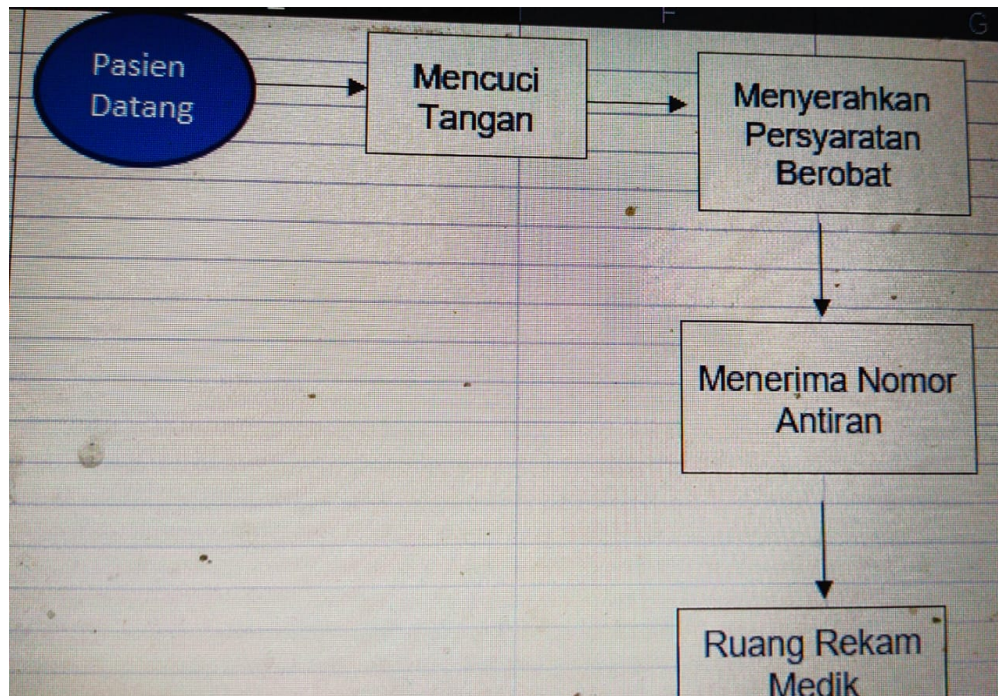 F
G
Pasien
Datang
Mencuci
Tangan
Menyerahkan
Persyaratan
Berobat
Menerima Nomor
Antiran
Ruang Rekam
Medik